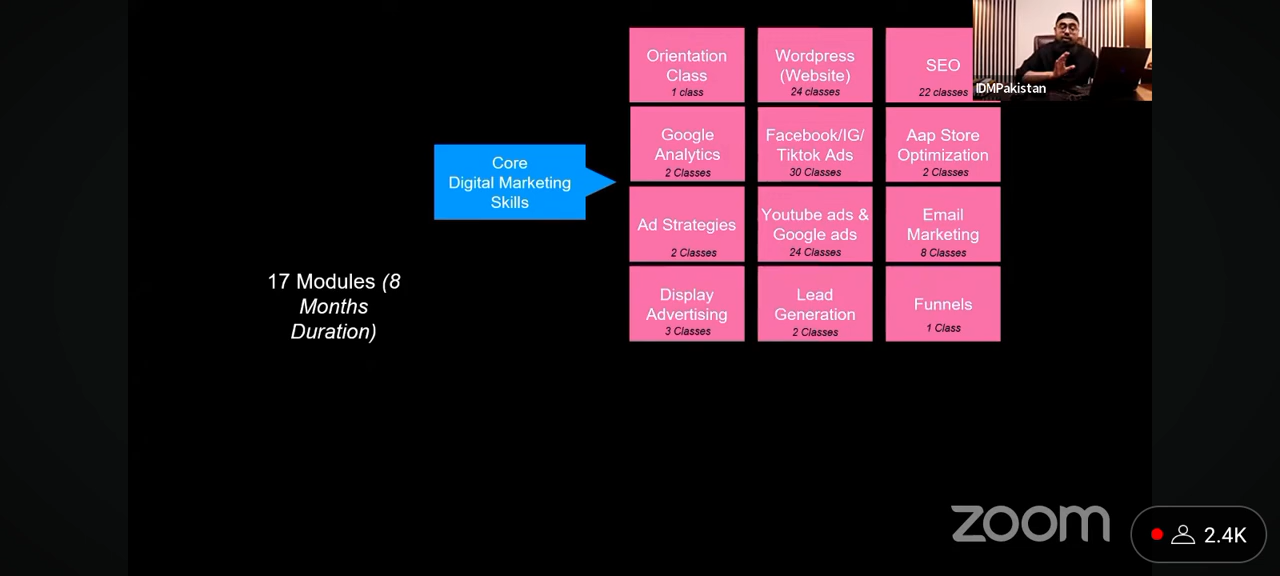 Orientation
Class
1 class
Wordpress
(Website)
24 classes
SEO
22 classes
IDMPakistan
Google
Analytics
2 Classes
Facebook/IG/
Tiktok Ads
30 Classes
Aap Store
Optimization
2 Classes
Core
Digital Marketing
Skills
Ad Strategies
2 Classes
Youtube ads &
Google ads
24 Classes
Email
Marketing
8 Classes
17 Modules (8
Months
Duration)
Display
Advertising
3 Classes
Lead
Generation
2 Classes
Funnels
1 Class
zoom
2.4K